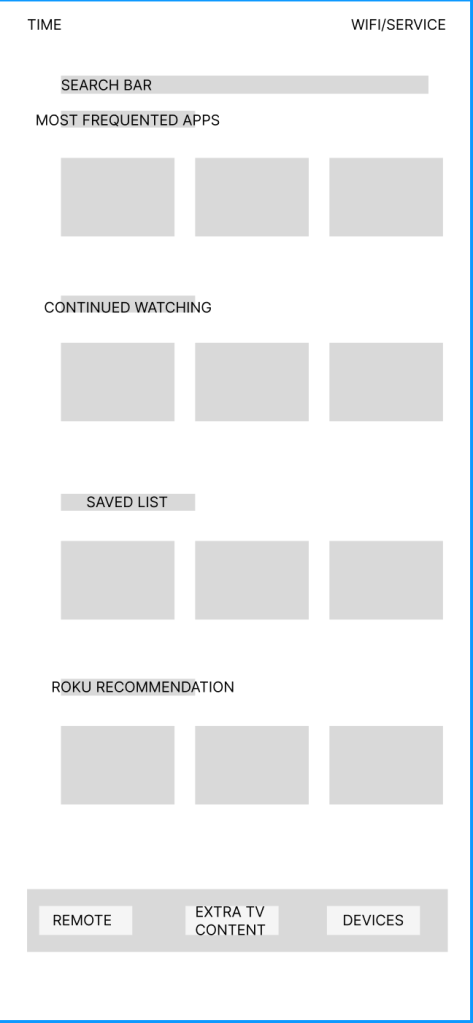 TIME
WIFI/SERVICE
SEARCH BAR
MOST FREQUENTED APPS
CONTINUED WATCHING
SAVED LIST
ROKU RECOMMENDATION
REMOTE
EXTRA TV
CONTENT
DEVICES